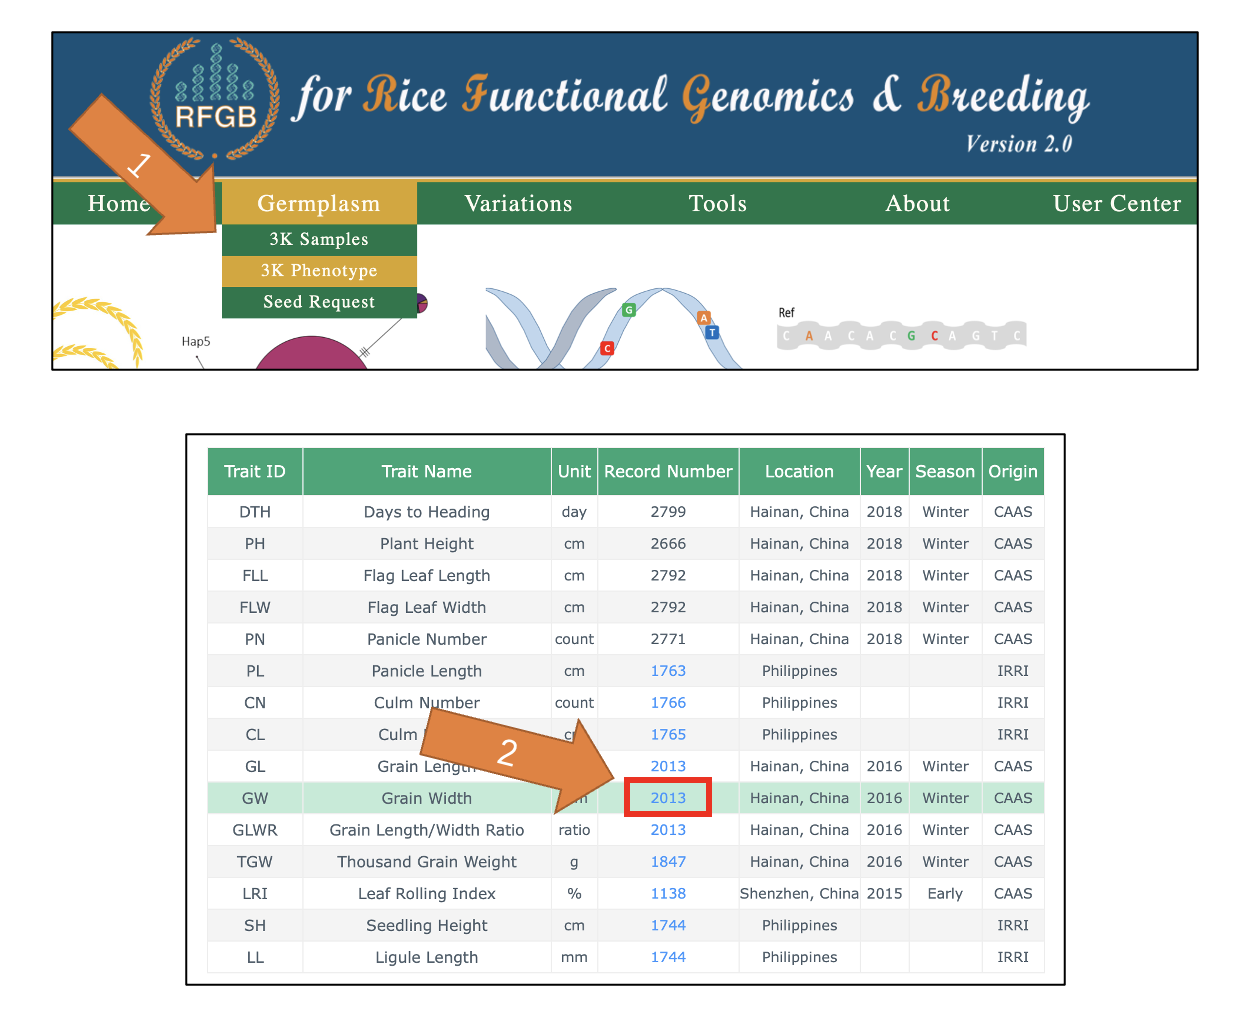 RFGB
for Rice Functional Genomics & Breeding
Version 2.0
1
Home Germplasm Variations Tools About User Center
3K Samples
3K Phenotype
Seed Request
Hap5
G
A
T
C
Ref
C A A C A C G C A G T C
Trait ID Trait Name Unit Record Number Location Year Season Origin
DTH Days to Heading day 2799 Hainan, China 2018 Winter CAAS
PH Plant Height cm 2666 Hainan, China 2018 Winter CAAS
FLL Flag Leaf Length cm 2792 Hainan, China 2018 Winter CAAS
FLW Flag Leaf Width cm 2792 Hainan, China 2018 Winter CAAS
PN Panicle Number count 2771 Hainan, China 2018 Winter CAAS
PL Panicle Length cm 1763 Philippines IRRI
CN Culm Number count 1766 Philippines IRRI
CL Culm 1765 Philippines IRRI
2
GL Grain Length 2013 Hainan, China 2016 Winter CAAS
GW Grain Width 2013 Hainan, China 2016 Winter CAAS
GLWR Grain Length/Width Ratio ratio 2013 Hainan, China 2016 Winter CAAS
TGW Thousand Grain Weight g 1847 Hainan, China 2016 Winter CAAS
LRI Leaf Rolling Index % 1138 Shenzhen, China 2015 Early CAAS
SH Seedling Height cm 1744 Philippines IRRI
LL Ligule Length mm 1744 Philippines IRRI